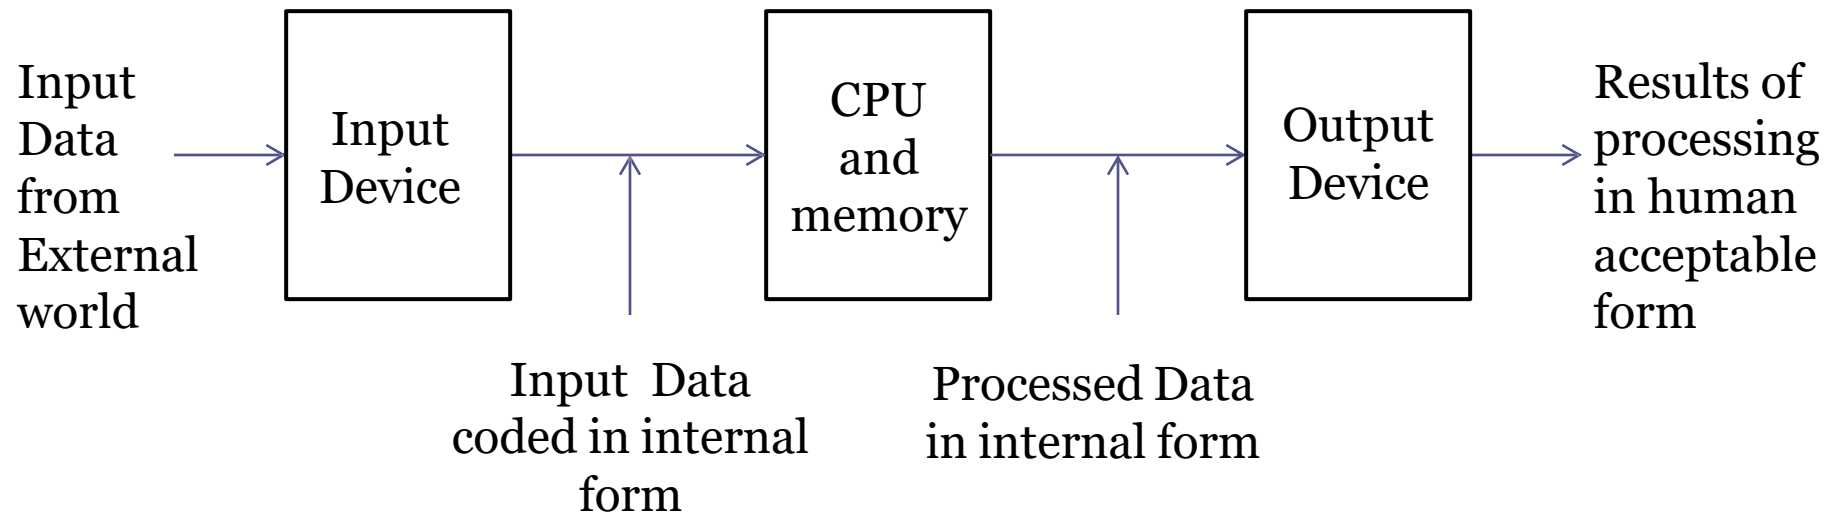 Input
Data
from
External
world
Input
Device
CPU
and
memory
Output
Device
Results of
processing
in human
acceptable
form
Input Data
coded in internal
form
Processed Data
in internal form